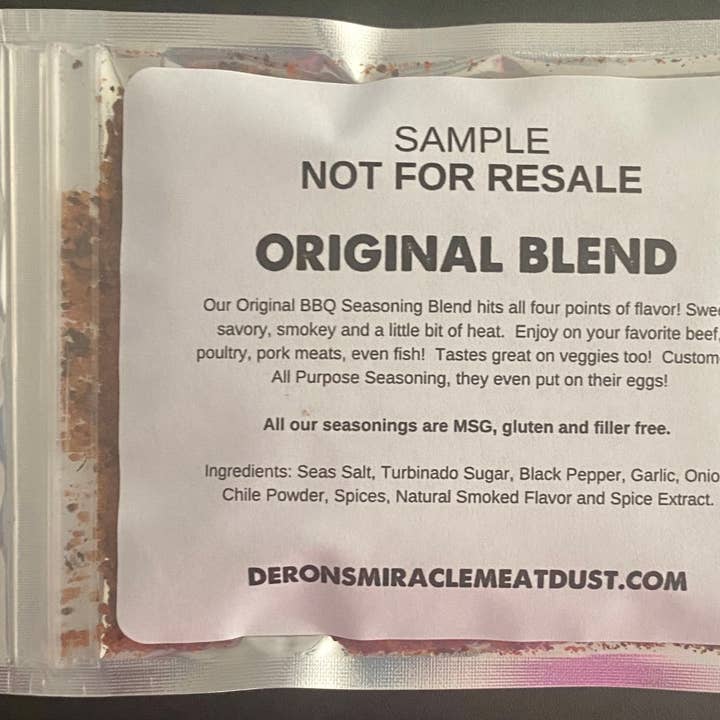 SAMPLE
NOT FOR RESALE
ORIGINAL BLEND
Our Original BBQ Seasoning Blend hits all four points of flavor! Swee
savory, smokey and a little bit of heat. Enjoy on your favorite beef,
poultry, pork meats, even fish! Tastes great on veggies too! Custom
All Purpose Seasoning, they even put on their eggs!
All our seasonings are MSG, gluten and filler free.
Ingredients: Seas Salt, Turbinado Sugar, Black Pepper, Garlic, Onio
Chile Powder, Spices, Natural Smoked Flavor and Spice Extract.
DERONSMIRACLEMEATDUST.COM